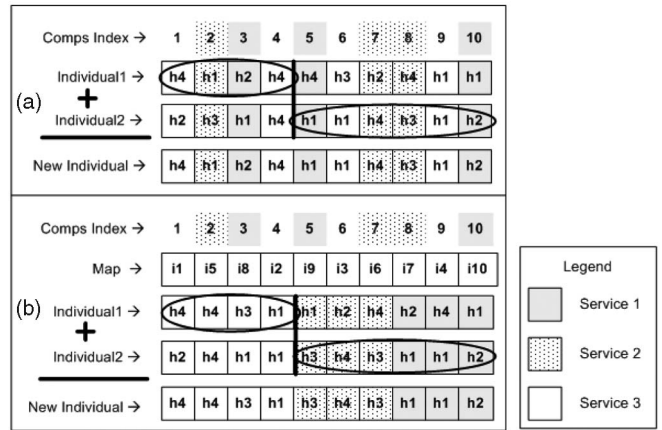 Comps Index → 1 2 3 4 5 6 7 8 9 10
Individual1 → h4 h1 h2 h4 h4 h3 h2 h4 h1 h1
(a) +
Individual2 → h2 h3 h1 h4 h1 h1 h4 h3 h1 h2
New Individual → h4 h1 h2 h4 h1 h1 h4 h3 h1 h2
Comps Index → 1 2 3 4 5 6 7 8 9 10
Map → i1 i5 i8 i2 i9 i3 i6 i7 i4 i10
Individual1 → h4 h4 h3 h1 h1 h2 h4 h2 h4 h1
(b) +
Individual2 → h2 h4 h1 h1 h3 h4 h3 h1 h1 h2
New Individual → h4 h4 h3 h1 h3 h4 h3 h1 h1 h2
Legend
Service 1
Service 2
Service 3